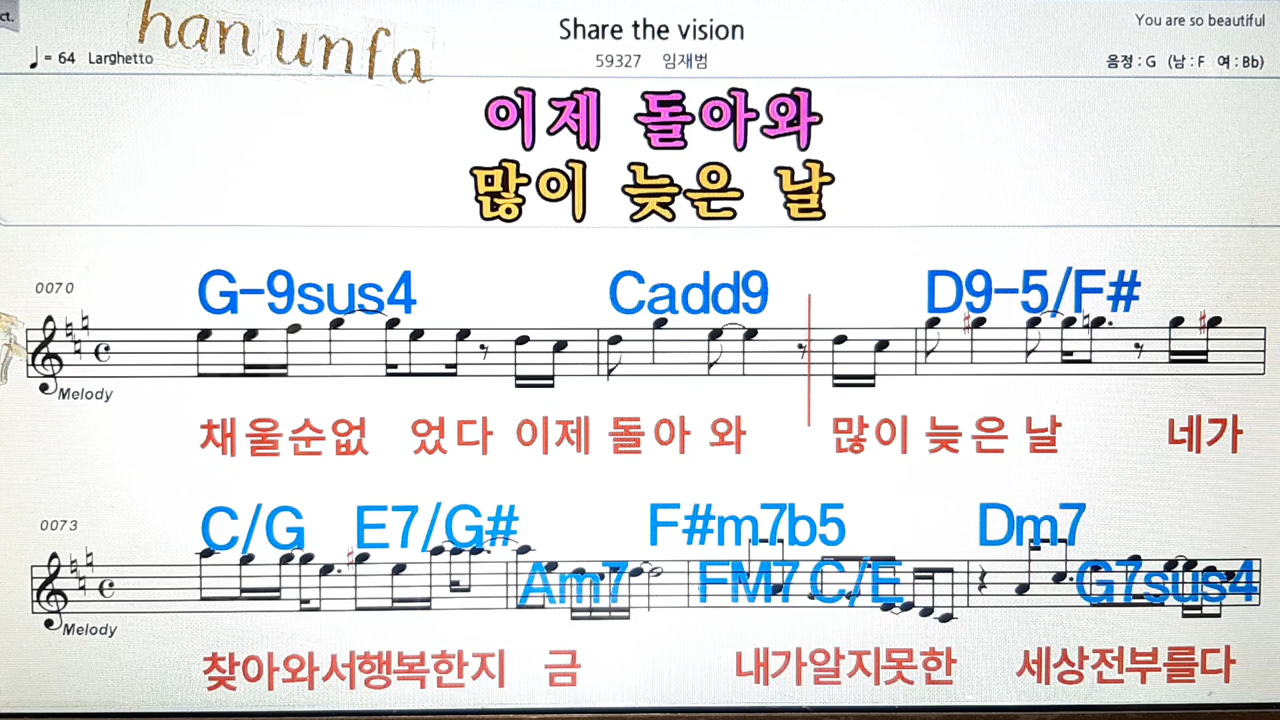 ct.
han unfa
Share the vision
You are so beautiful
♩= 64 Larghetto
59327 임재범
음정 : G (남 : F 여 : Bb)
이제 돌아와
많이 늦은 날
G-9sus4 Cadd9 D9-5/F#
0070
Melody
채울순없 었다 이제 돌아 와 많이 늦은 날 네가
C/G E7/G# F#m7b5 Dm7
0073
Am7 FM7 C/E G7sus4
Melody
찾아와서행복한지 금 내가알지못한 세상전부를다